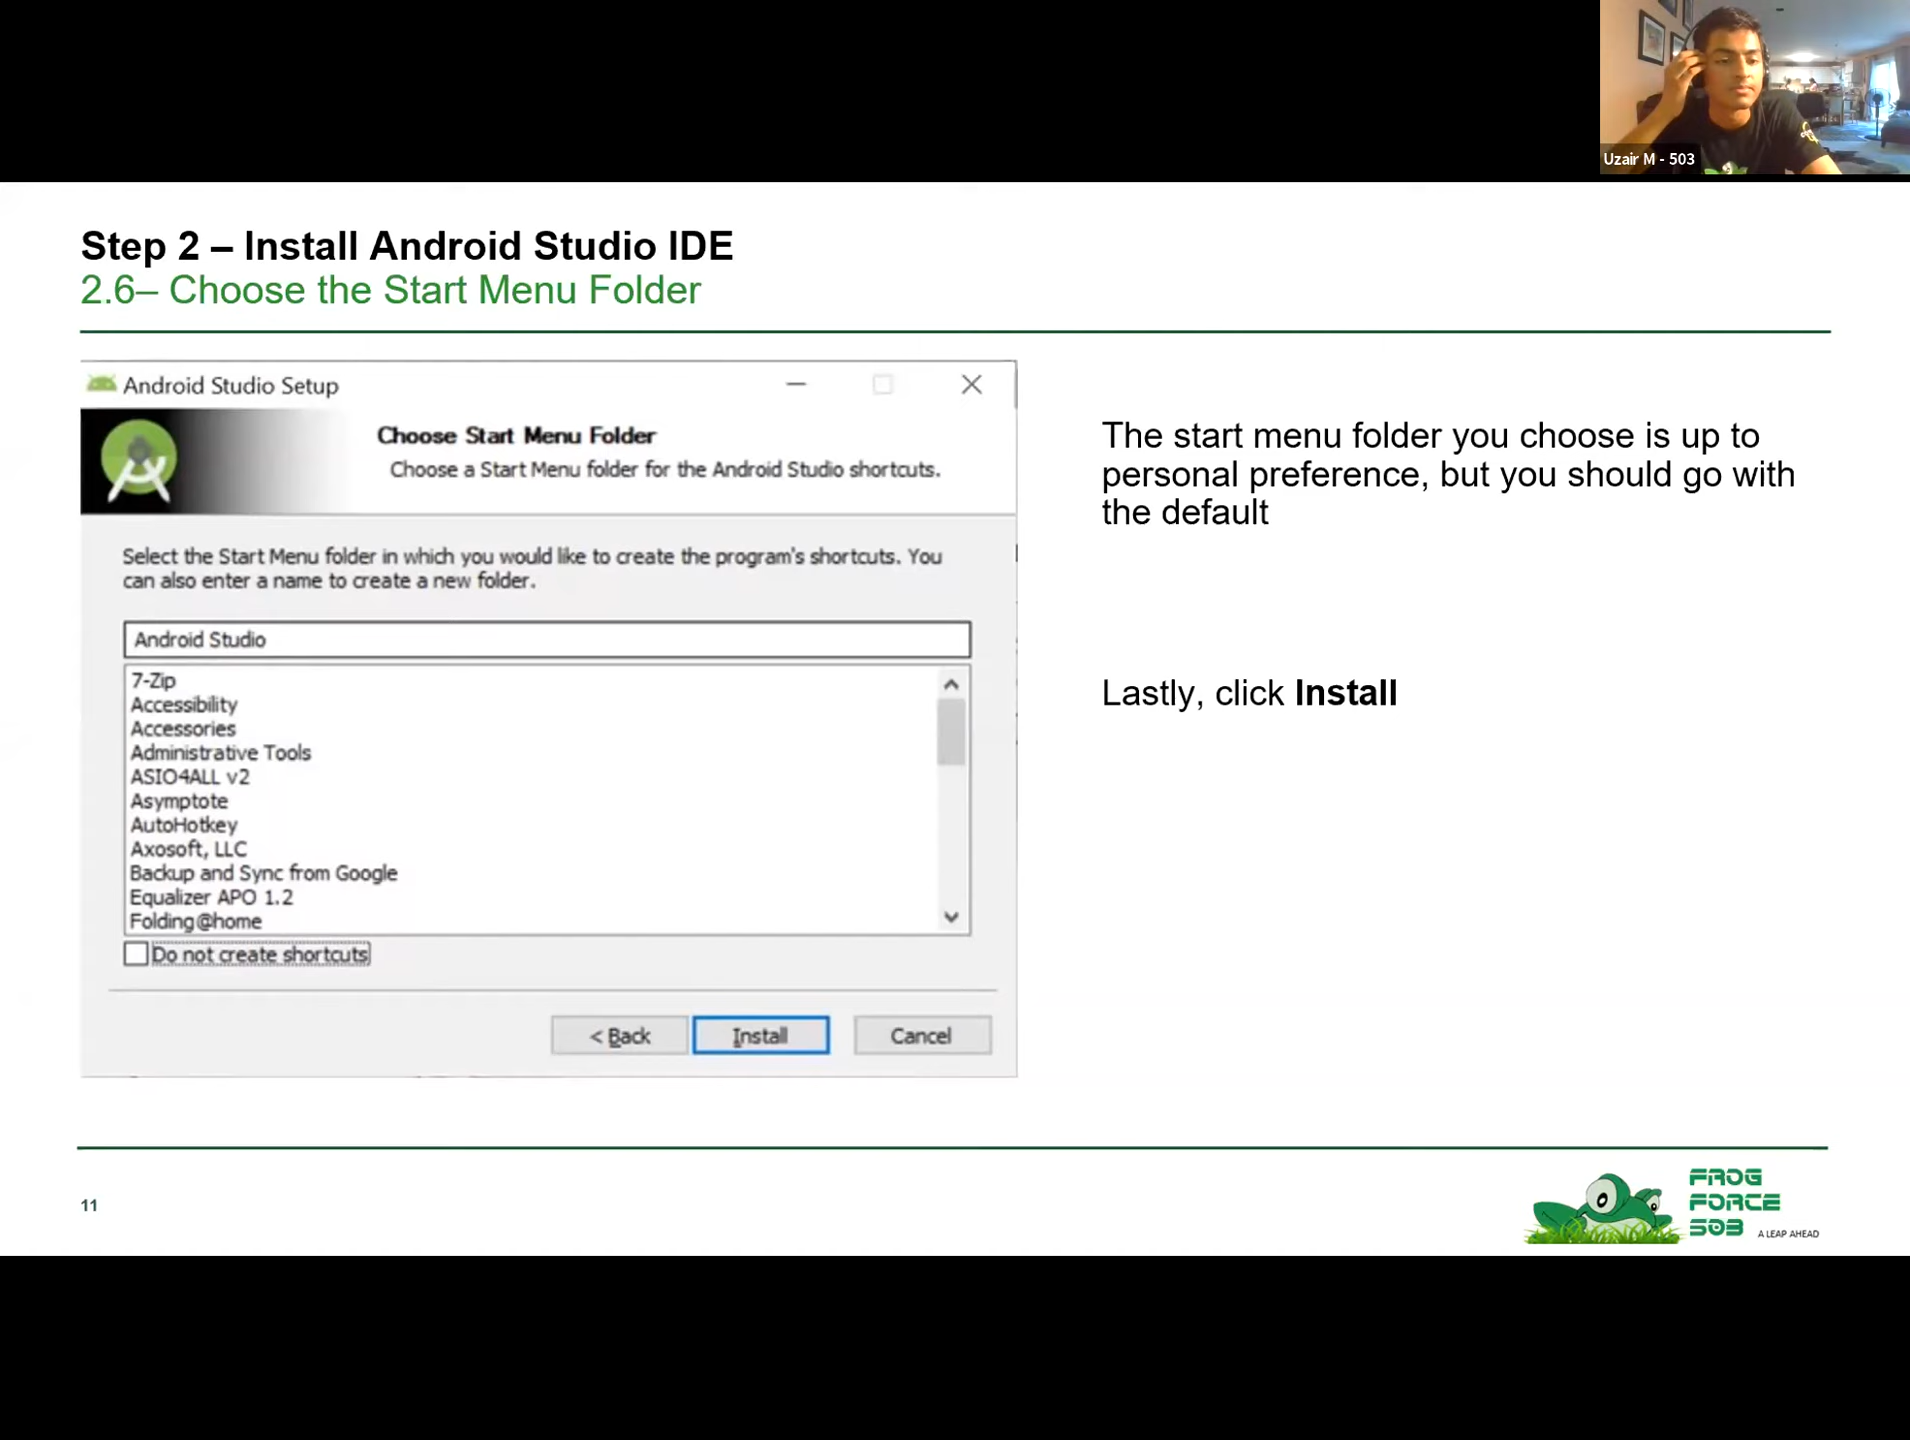 Uzair M - 503
Step 2 – Install Android Studio IDE
2.6– Choose the Start Menu Folder
Android Studio Setup
Choose Start Menu Folder
Choose a Start Menu folder for the Android Studio shortcuts.
Select the Start Menu folder in which you would like to create the program's shortcuts. You
can also enter a name to create a new folder.
Android Studio
7-Zip
Accessibility
Accessories
Administrative Tools
ASIO4ALL v2
Asymptote
AutoHotkey
Axosoft, LLC
Backup and Sync from Google
Equalizer APO 1.2
Folding@home
Do not create shortcuts
< Back
Install
Cancel
The start menu folder you choose is up to
personal preference, but you should go with
the default
Lastly, click Install
11
FROG
FORCE
503
A LEAP AHEAD